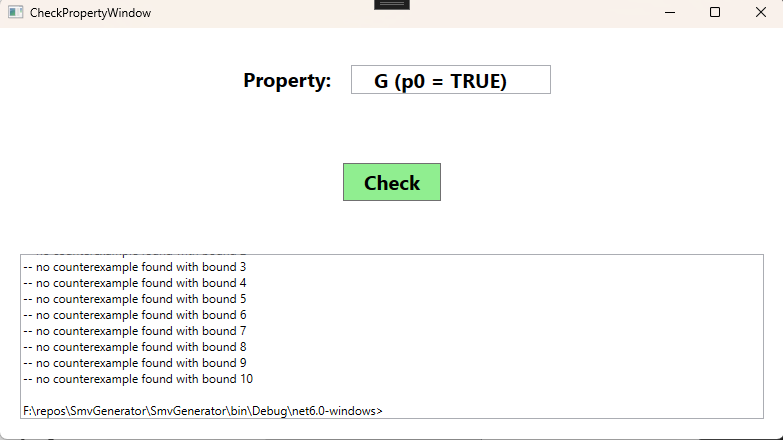 CheckPropertyWindow
Property:
G (p0 = TRUE)
Check
-- no counterexample found with bound 3
-- no counterexample found with bound 4
-- no counterexample found with bound 5
-- no counterexample found with bound 6
-- no counterexample found with bound 7
-- no counterexample found with bound 8
-- no counterexample found with bound 9
-- no counterexample found with bound 10
F:\repos\SmvGenerator\SmvGenerator\bin\Debug\net6.0-windows>